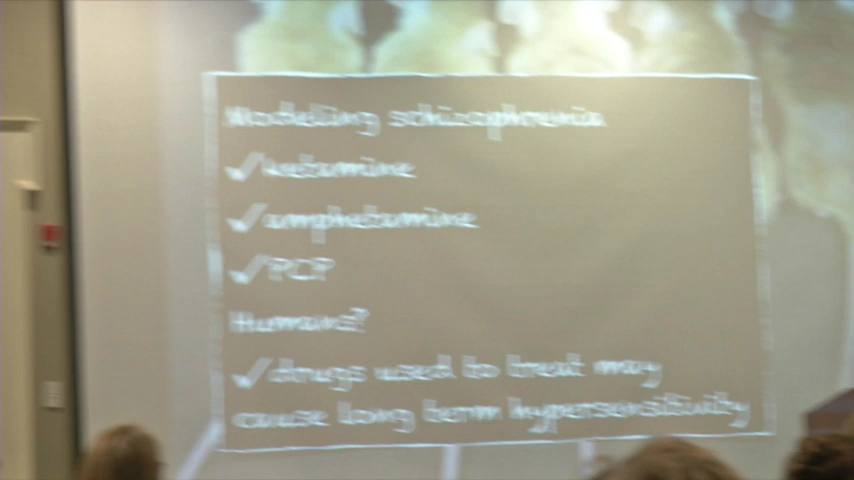 Modelling schizophrenia
✓ketamine
✓amphetamine
✓PCP
Humans?
✓drugs used to treat may
cause long term hypersensitivity